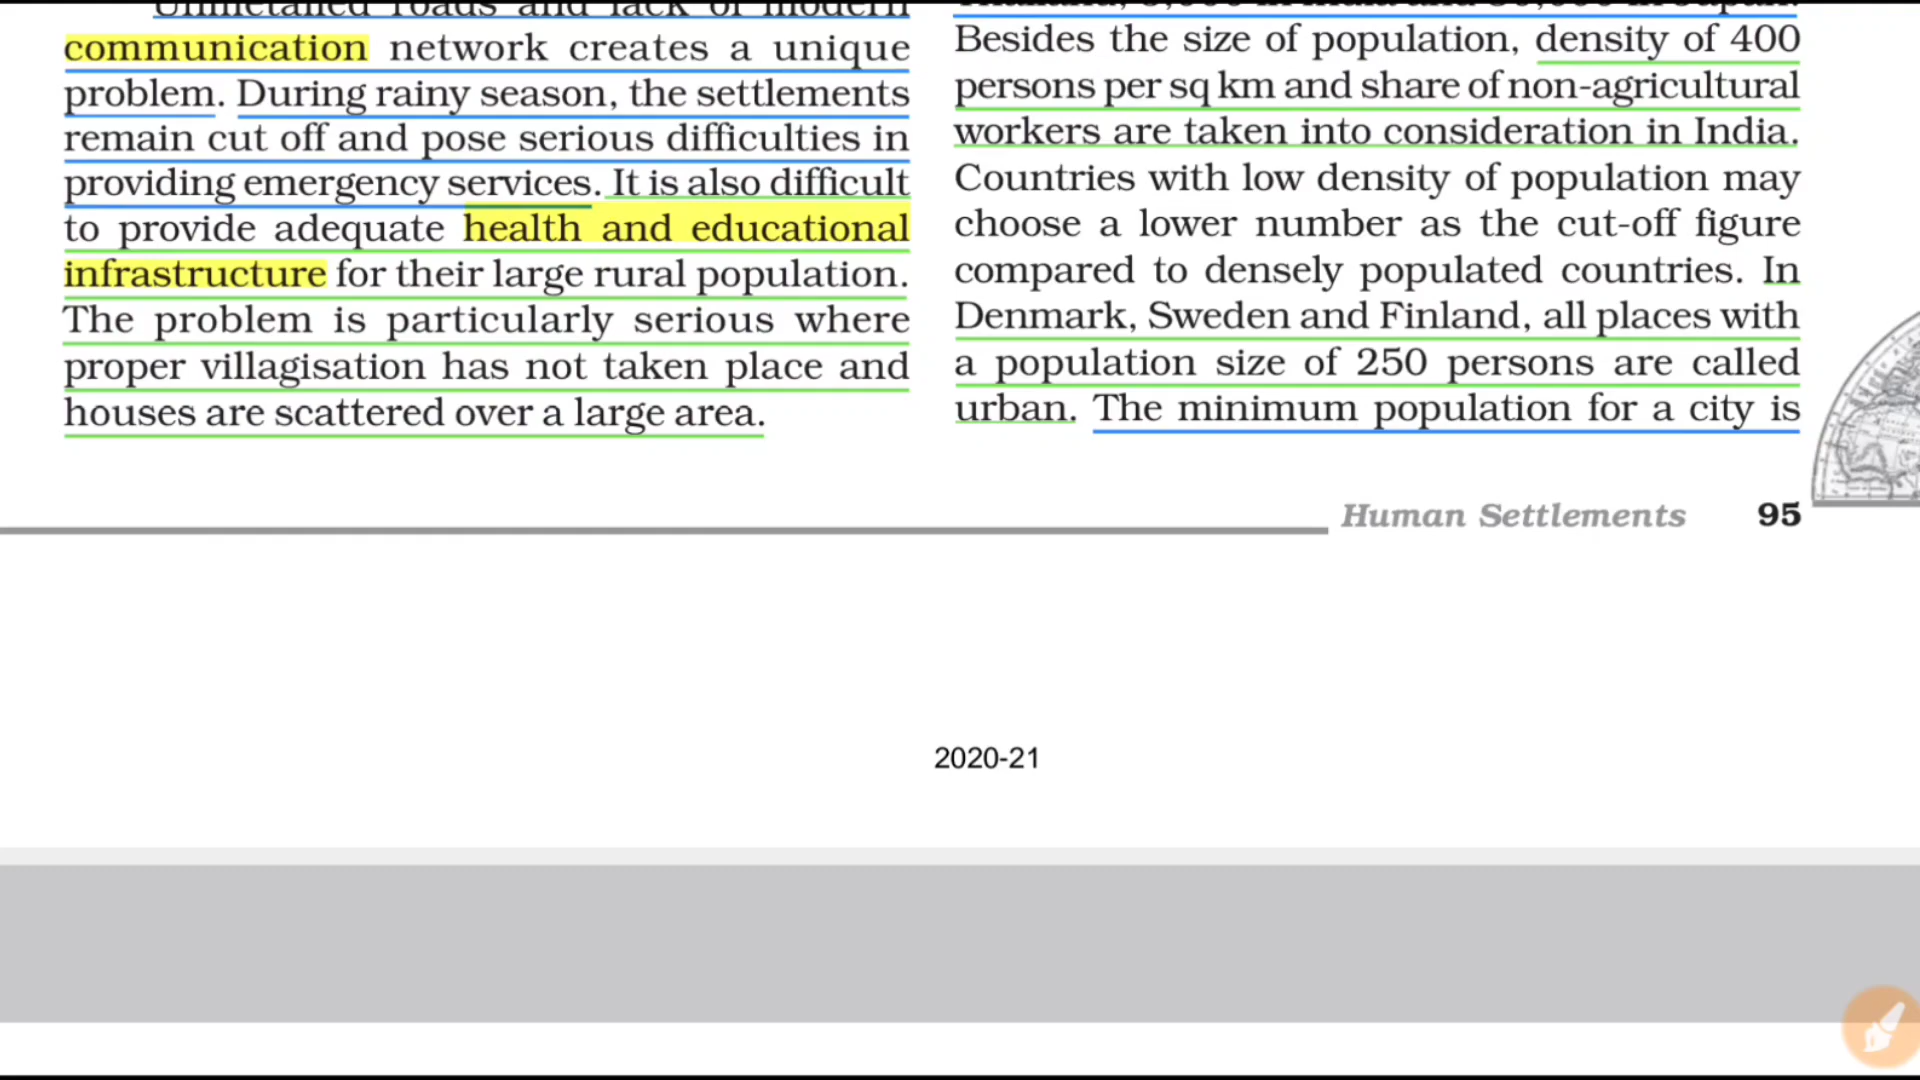 Unmetalled roads and lack of modern
communication network creates a unique
problem. During rainy season, the settlements
remain cut off and pose serious difficulties in
providing emergency services. It is also difficult
to provide adequate health and educational
infrastructure for their large rural population.
The problem is particularly serious where
proper villagisation has not taken place and
houses are scattered over a large area.
Thailand, in India and in Japan.
Besides the size of population, density of 400
persons per sq km and share of non-agricultural
workers are taken into consideration in India.
Countries with low density of population may
choose a lower number as the cut-off figure
compared to densely populated countries. In
Denmark, Sweden and Finland, all places with
a population size of 250 persons are called
urban. The minimum population for a city is
Human Settlements 95
2020-21